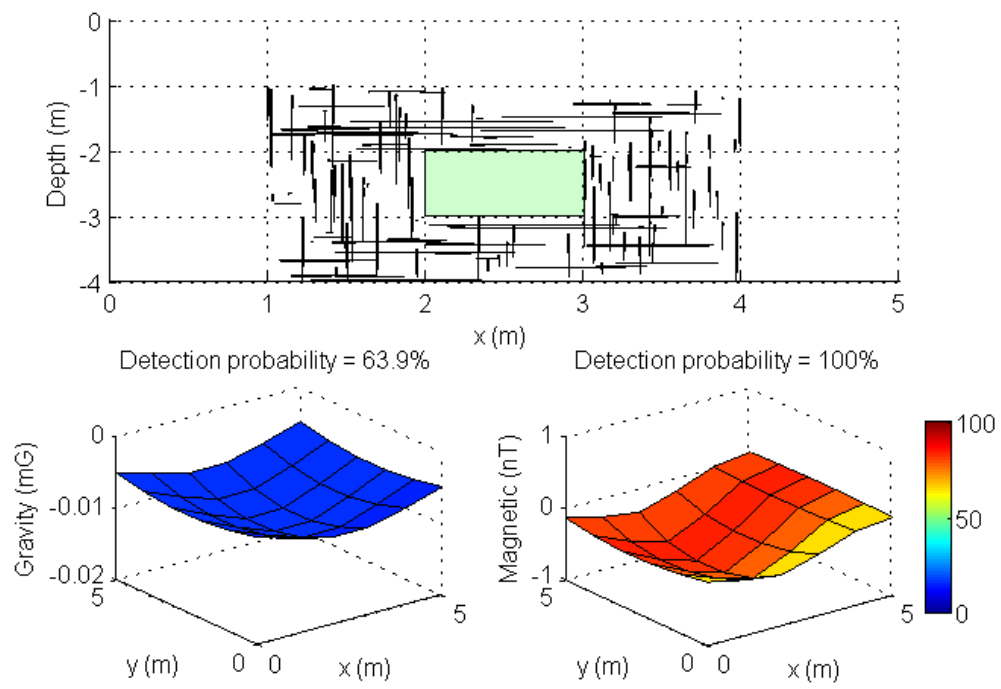 0
-1
-2
-3
-4
Depth (m)
0 1 2 3 4 5
x (m)
Detection probability = 63.9%
Detection probability = 100%
0
-0.01
-0.02
Gravity (mG)
5
y (m)
0 0
x (m)
5
1
0
-1
Magnetic (nT)
5
y (m)
0 0
x (m)
5
100
50
0